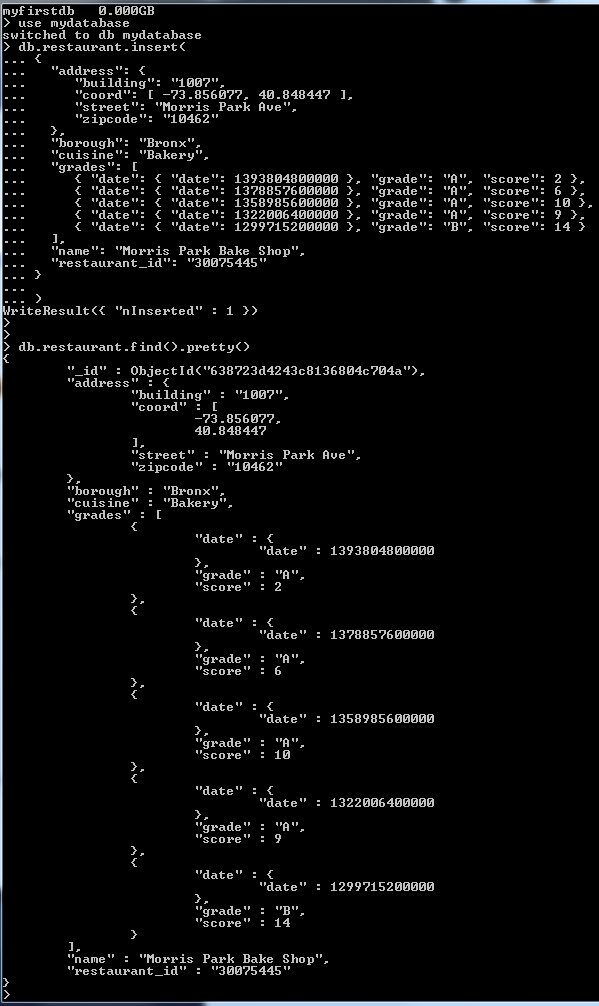 myfirstdb   0.000GB
> use mydatabase
switched to db mydatabase
> db.restaurant.insert(
... {
...   "address": {
...      "building": "1007",
...      "coord": [ -73.856077, 40.848447 ],
...      "street": "Morris Park Ave",
...      "zipcode": "10462"
...   },
...   "borough": "Bronx",
...   "cuisine": "Bakery",
...   "grades": [
...      { "date": { "date": 1393804800000 }, "grade": "A", "score": 2 },
...      { "date": { "date": 1378857600000 }, "grade": "A", "score": 6 },
...      { "date": { "date": 1358985600000 }, "grade": "A", "score": 10 },
...      { "date": { "date": 1322006400000 }, "grade": "A", "score": 9 },
...      { "date": { "date": 1299715200000 }, "grade": "B", "score": 14 }
...   ],
...   "name": "Morris Park Bake Shop",
...   "restaurant_id": "30075445"
... }
...
... )
WriteResult({ "nInserted" : 1 })
>
>
> db.restaurant.find().pretty()
{
        "_id" : ObjectId("638723d4243c8136804c704a"),
        "address" : {
                "building" : "1007",
                "coord" : [
                        -73.856077,
                        40.848447
                ],
                "street" : "Morris Park Ave",
                "zipcode" : "10462"
        },
        "borough" : "Bronx",
        "cuisine" : "Bakery",
        "grades" : [
                {
                        "date" : {
                                "date" : 1393804800000
                        },
                        "grade" : "A",
                        "score" : 2
                },
                {
                        "date" : {
                                "date" : 1378857600000
                        },
                        "grade" : "A",
                        "score" : 6
                },
                {
                        "date" : {
                                "date" : 1358985600000
                        },
                        "grade" : "A",
                        "score" : 10
                },
                {
                        "date" : {
                                "date" : 1322006400000
                        },
                        "grade" : "A",
                        "score" : 9
                },
                {
                        "date" : {
                                "date" : 1299715200000
                        },
                        "grade" : "B",
                        "score" : 14
                }
        ],
        "name" : "Morris Park Bake Shop",
        "restaurant_id" : "30075445"
}
>